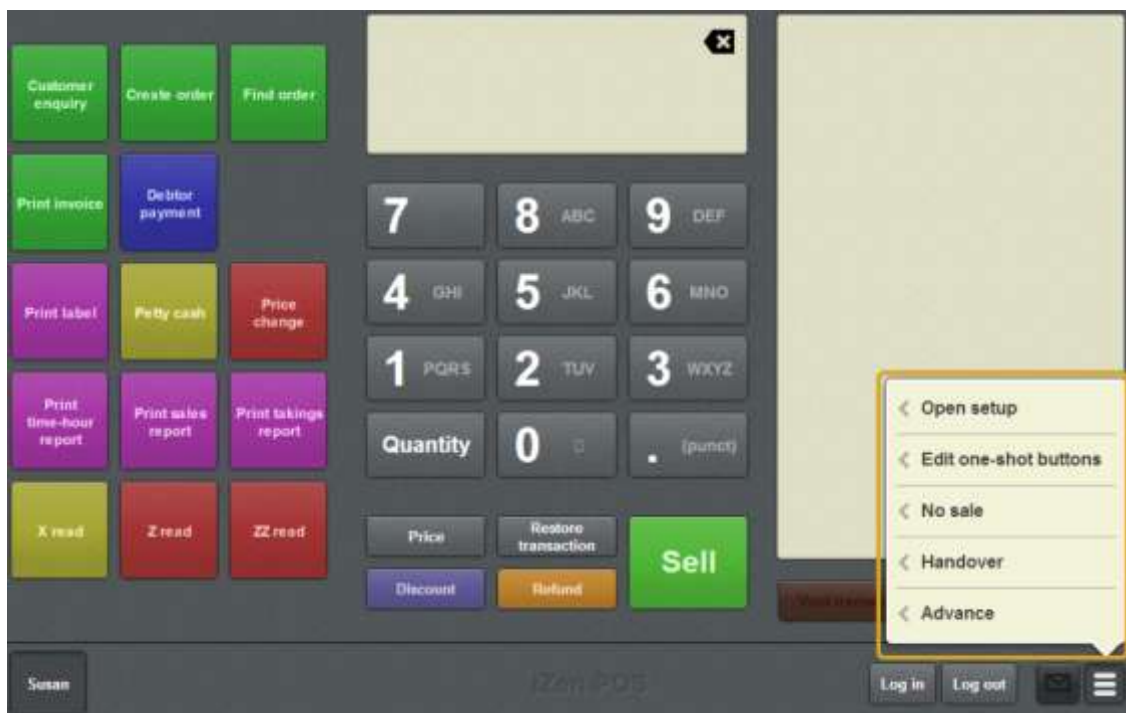 Customer
enquiry
Create order
Find order
Print invoice
Debtor
payment
Print label
Petty cash
Price
change
Print
time-hour
report
Print sales
report
Print takings
report
X read
Z read
ZZ read
7
8 ABC
9 DEF
4 GHI
5 JKL
6 MNO
1 PQRS
2 TUV
3 WXYZ
Quantity
0
. (punct)
Price
Restore
transaction
Discount
Refund
Sell
Open setup
Edit one-shot buttons
No sale
Handover
Advance
Susan
Log in
Log out